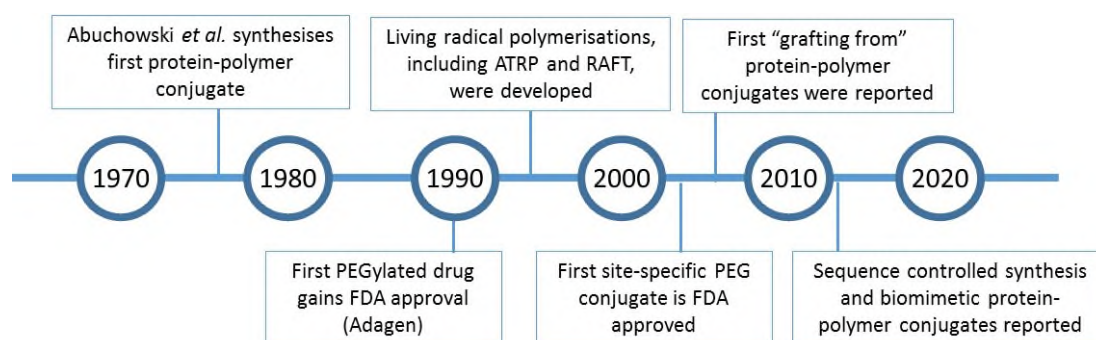 Abuchowski et al. synthesises
first protein-polymer
conjugate
Living radical polymerisations,
including ATRP and RAFT,
were developed
First “grafting from”
protein-polymer
conjugates were reported
1970
1980
1990
2000
2010
2020
First PEGylated drug
gains FDA approval
(Adagen)
First site-specific PEG
conjugate is FDA
approved
Sequence controlled synthesis
and biomimetic protein-
polymer conjugates reported